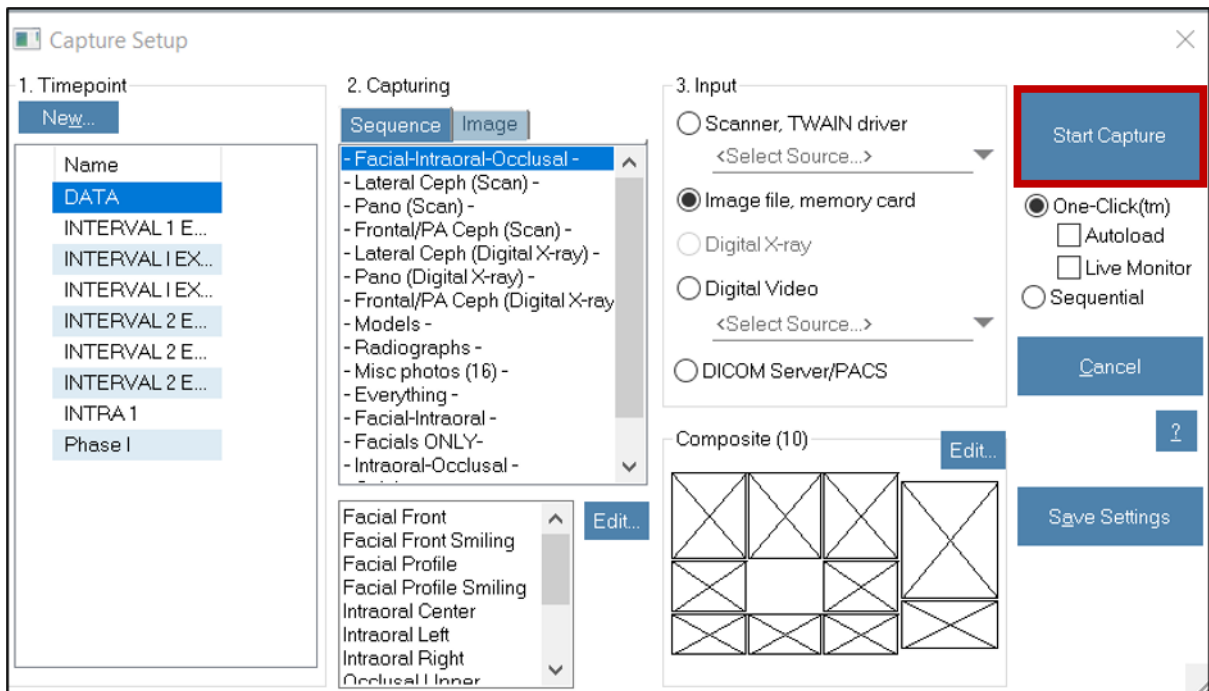 Capture Setup
1. Timepoint
New...
Name
DATA
INTERVAL 1 E...
INTERVAL I EX...
INTERVAL I EX...
INTERVAL 2 E...
INTERVAL 2 E...
INTERVAL 2 E...
INTRA 1
Phase I
2. Capturing
Sequence Image
- Facial-Intraoral-Occlusal -
- Lateral Ceph (Scan) -
- Pano (Scan) -
- Frontal/PA Ceph (Scan) -
- Lateral Ceph (Digital X-ray) -
- Pano (Digital X-ray) -
- Frontal/PA Ceph (Digital X-ray
- Models -
- Radiographs -
- Misc photos (16) -
- Everything -
- Facial-Intraoral -
- Facials ONLY-
- Intraoral-Occlusal -
Facial Front
Facial Front Smiling
Facial Profile
Facial Profile Smiling
Intraoral Center
Intraoral Left
Intraoral Right
Occlusal Upper
Edit...
3. Input
Scanner, TWAIN driver
<Select Source...>
Image file, memory card
Digital X-ray
Digital Video
<Select Source...>
DICOM Server/PACS
Composite (10)
Edit...
Start Capture
One-Click(tm)
Autoload
Live Monitor
Sequential
Cancel
?
Save Settings